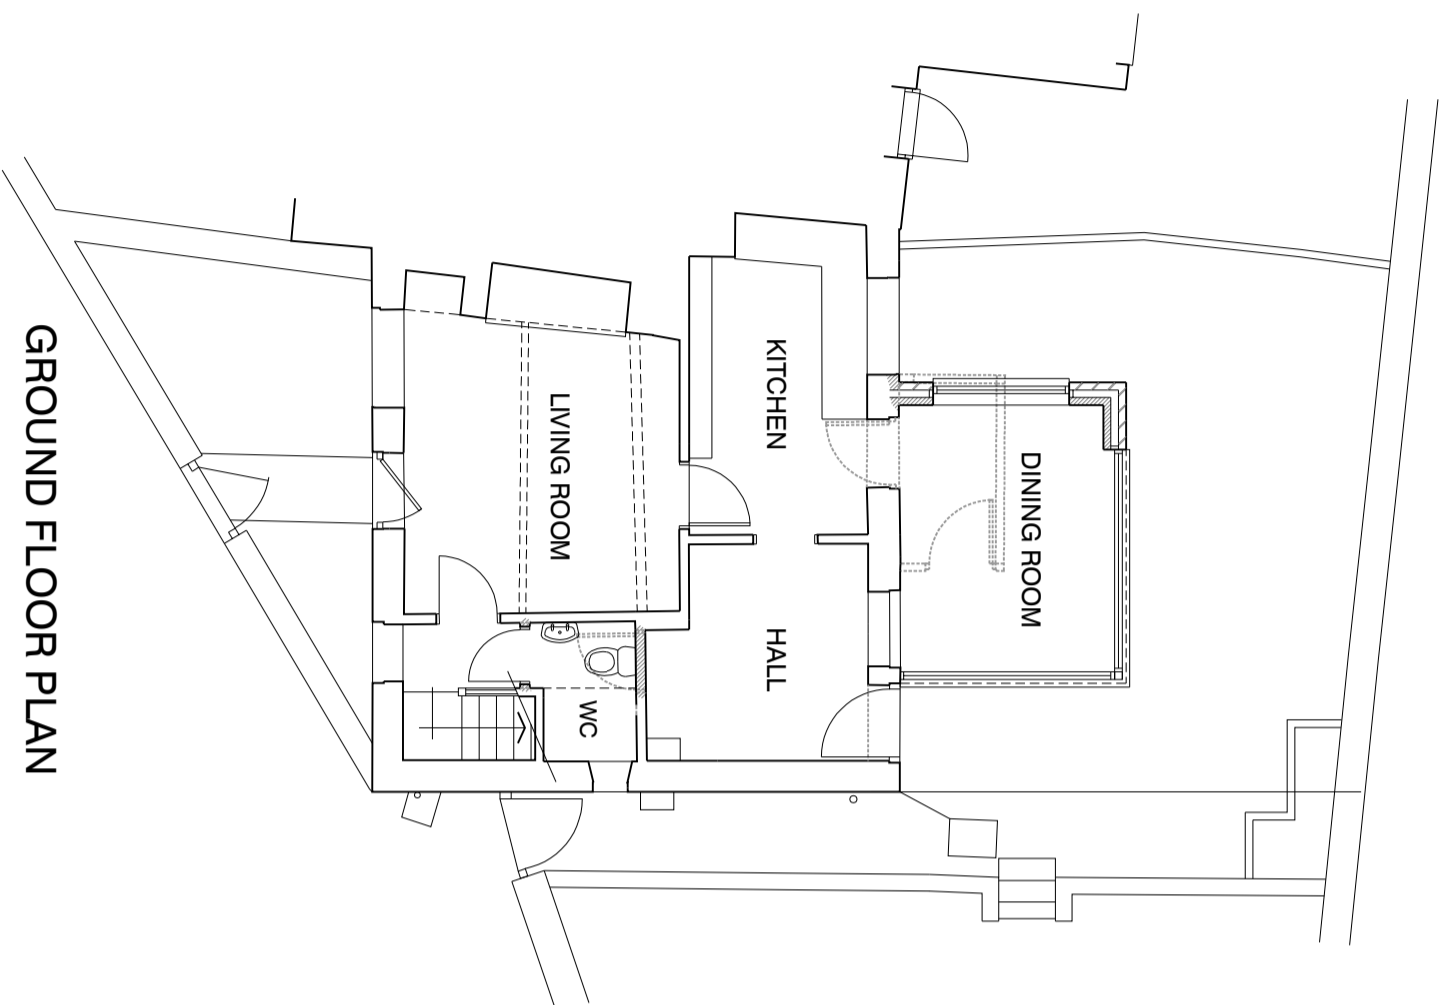 DINING ROOM
KITCHEN
HALL
LIVING ROOM
WC
GROUND FLOOR PLAN